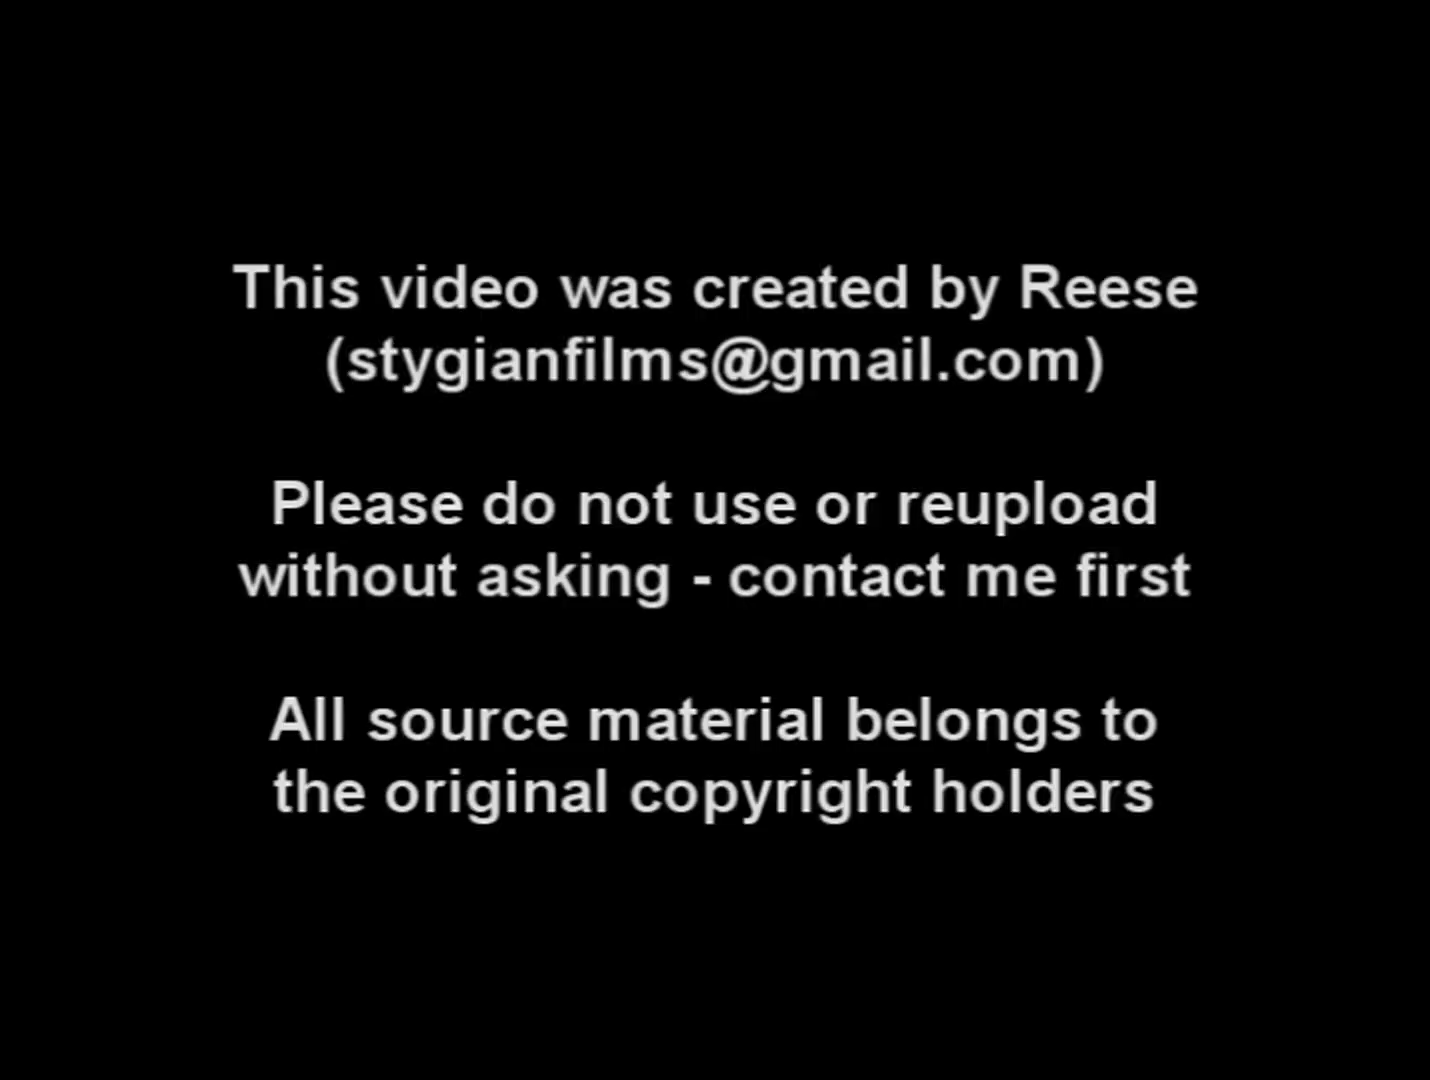 This video was created by Reese
(stygianfilms@gmail.com)
Please do not use or reupload
without asking - contact me first
All source material belongs to
the original copyright holders